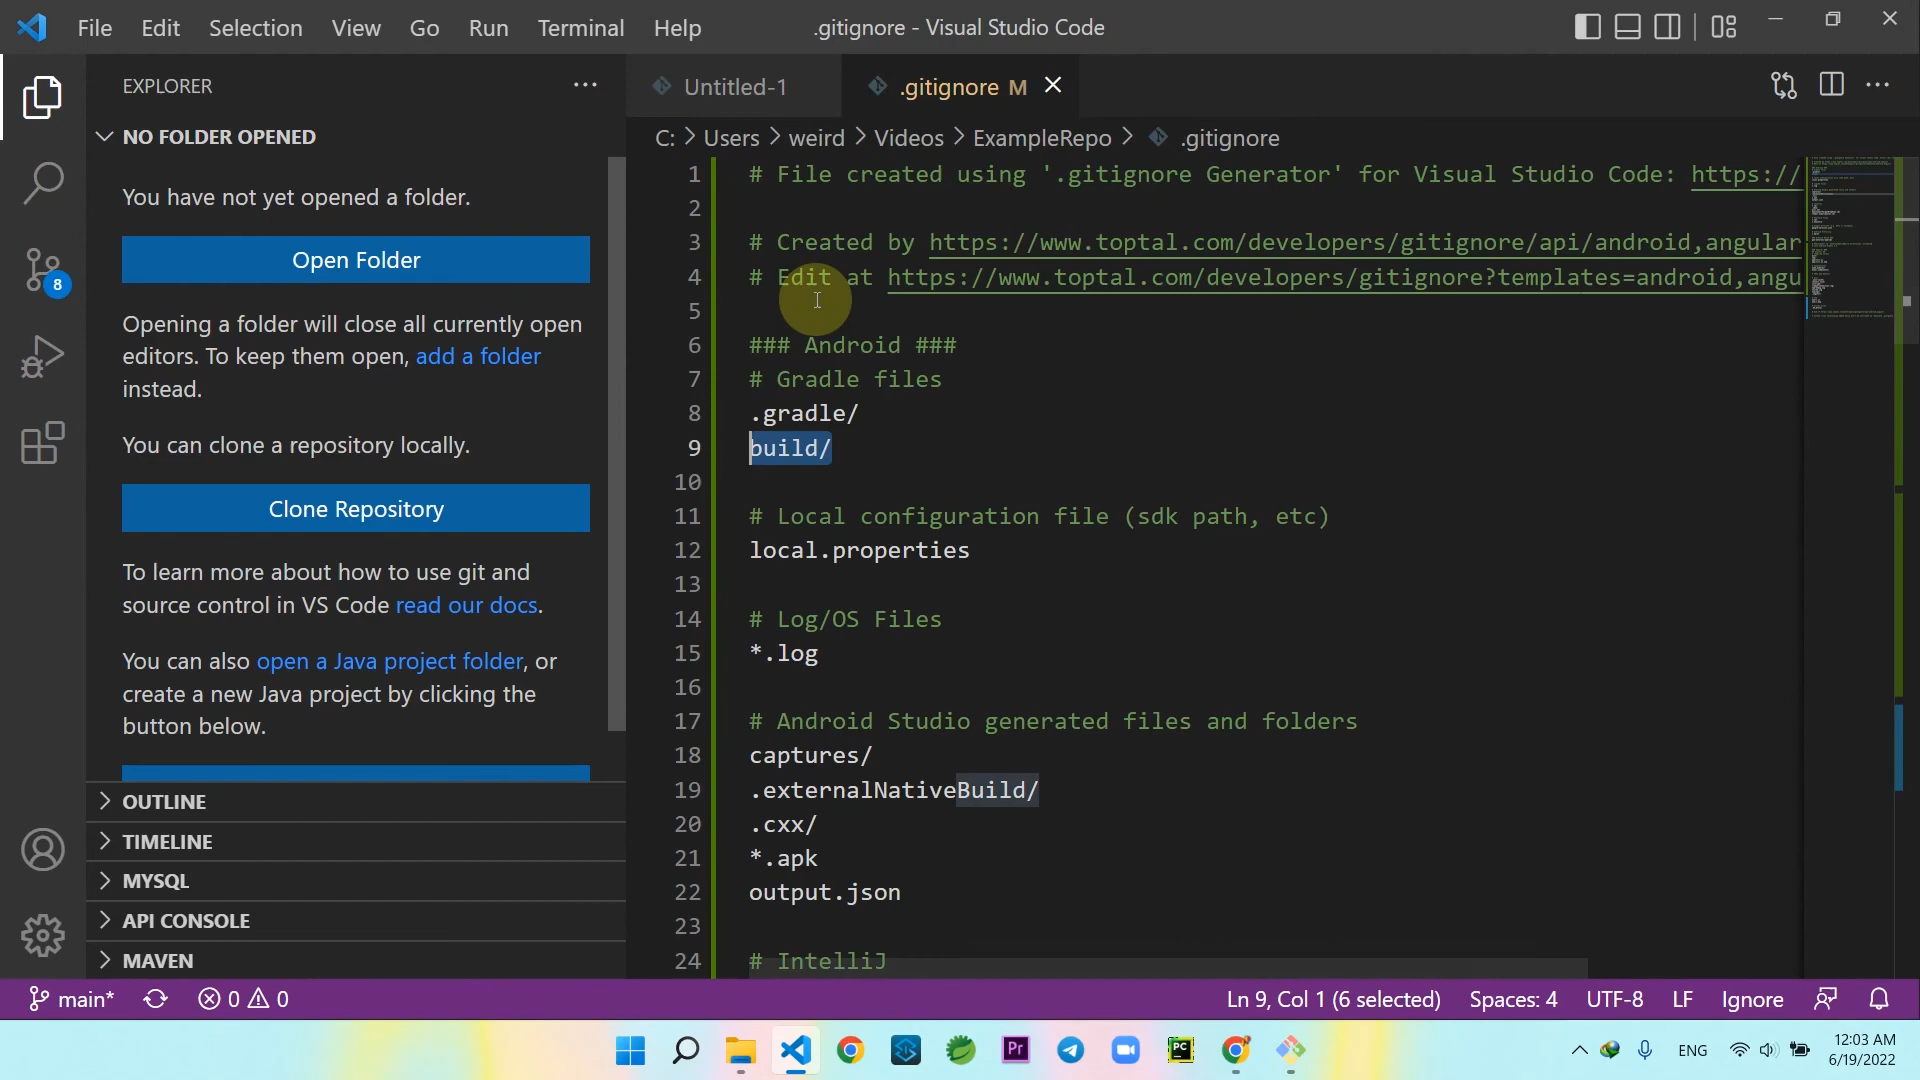 File Edit Selection View Go Run Terminal Help .gitignore - Visual Studio Code
EXPLORER
NO FOLDER OPENED
You have not yet opened a folder.
Open Folder
8
Opening a folder will close all currently open
editors. To keep them open, add a folder
instead.
You can clone a repository locally.
Clone Repository
To learn more about how to use git and
source control in VS Code read our docs.
You can also open a Java project folder, or
create a new Java project by clicking the
button below.
OUTLINE
TIMELINE
MYSQL
API CONSOLE
MAVEN
Untitled-1 .gitignore M
C: > Users > weird > Videos > ExampleRepo > .gitignore
1 # File created using '.gitignore Generator' for Visual Studio Code: https://
2
3 # Created by https://www.toptal.com/developers/gitignore/api/android,angular
4 # Edit at https://www.toptal.com/developers/gitignore?templates=android,angu
5
6 ### Android ###
7 # Gradle files
8 .gradle/
9 build/
10
11 # Local configuration file (sdk path, etc)
12 local.properties
13
14 # Log/OS Files
15 *.log
16
17 # Android Studio generated files and folders
18 captures/
19 .externalNativeBuild/
20 .cxx/
21 *.apk
22 output.json
23
24 # IntelliJ
main* 0 0 Ln 9, Col 1 (6 selected) Spaces: 4 UTF-8 LF Ignore
Pr PC ENG 12:03 AM
6/19/2022